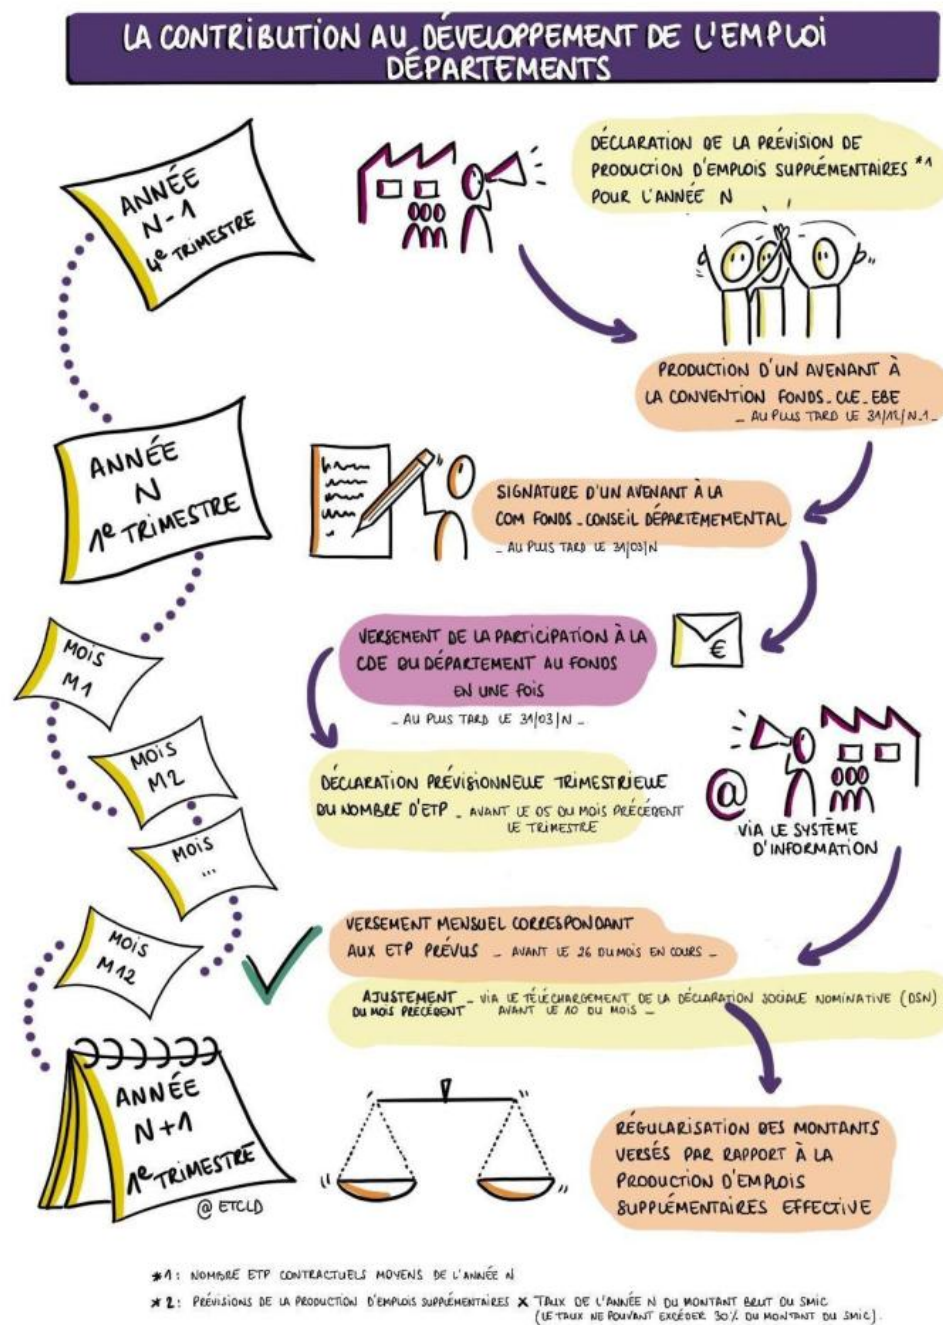 LA CONTRIBUTION AU DÉVELOPPEMENT DE L'EMPLOI
DÉPARTEMENTS
ANNÉE
N-1
4e TRIMESTRE
DÉCLARATION DE LA PRÉVISION DE
PRODUCTION D'EMPLOIS SUPPLÉMENTAIRES *1
POUR L'ANNÉE N
PRODUCTION D'UN AVENANT À
LA CONVENTION FONDS_CLE_EBE
_ AU PLUS TARD LE 31/12/N-1_
ANNÉE
N
1e TRIMESTRE
SIGNATURE D'UN AVENANT À LA
COM FONDS_CONSEIL DÉPARTEMEMENTAL
_ AU PLUS TARD LE 31/03/N
MOIS
M1
VERSEMENT DE LA PARTICIPATION À LA
CDE DU DÉPARTEMENT AU FONDS
EN UNE FOIS
_ AU PLUS TARD LE 31/03/N _
€
MOIS
M2
DÉCLARATION PRÉVISIONNELLE TRIMESTRIELLE
DU NOMBRE D'ETP _ AVANT LE 05 DU MOIS PRÉCÉDENT
LE TRIMESTRE
@
VIA LE SYSTÈME
D'INFORMATION
MOIS
...
MOIS
M12
VERSEMENT MENSUEL CORRESPONDANT
AUX ETP PRÉVUS _ AVANT LE 26 DU MOIS EN COURS _
AJUSTEMENT _ VIA LE TÉLÉCHARGEMENT DE LA DÉCLARATION SOCIALE NOMINATIVE (DSN)
DU MOIS PRÉCÉDENT AVANT LE 10 DU MOIS _
ANNÉE
N+1
1e TRIMESTRE
@ ETCLD
RÉGULARISATION DES MONTANTS
VERSÉS PAR RAPPORT À LA
PRODUCTION D'EMPLOIS
SUPPLÉMENTAIRES EFFECTIVE
*1: NOMBRE ETP CONTRACTUELS MOYENS DE L'ANNÉE N
*2: PRÉVISIONS DE LA PRODUCTION D'EMPLOIS SUPPLÉMENTAIRES X TAUX DE L'ANNÉE N DU MONTANT BRUT DU SMIC
(LE TAUX NE POUVANT EXCÉDER 30% DU MONTANT DU SMIC).